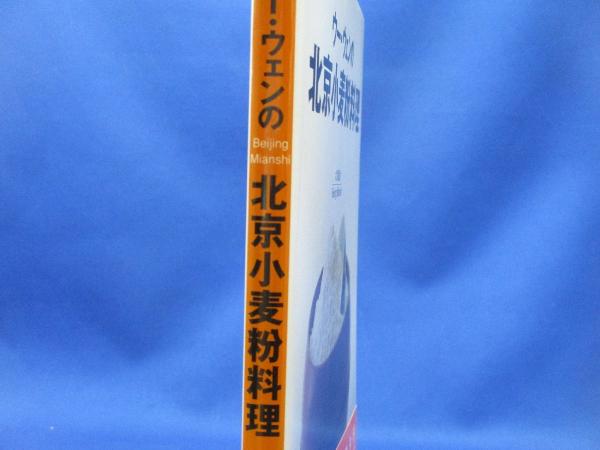 ー・ウェンの
Beijing
Mianshi
北京小麦粉料理
ウー・ウェンの
北京小麦粉料理